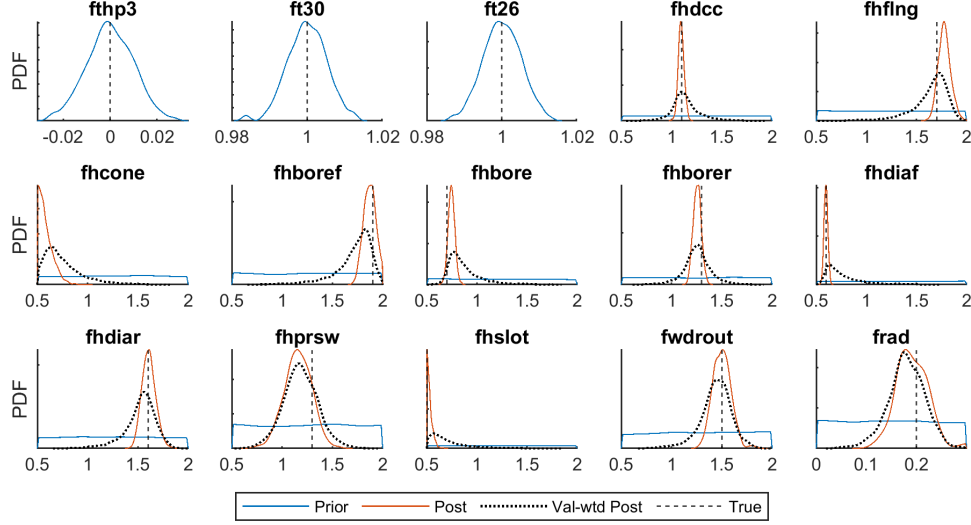 fthp3 ft30 ft26 fhdcc fhflng
PDF
-0.02 0 0.02 0.98 1 1.02 0.98 1 1.02 0.5 1 1.5 2 0.5 1 1.5 2
fhcone fhboref fhbore fhborer fhdiaf
PDF
0.5 1 1.5 2 0.5 1 1.5 2 0.5 1 1.5 2 0.5 1 1.5 2 0.5 1 1.5 2
fhdiar fhprsw fhslot fwdrout frad
PDF
0.5 1 1.5 2 0.5 1 1.5 2 0.5 1 1.5 2 0.5 1 1.5 2 0 0.1 0.2
Prior Post Val-wtd Post True